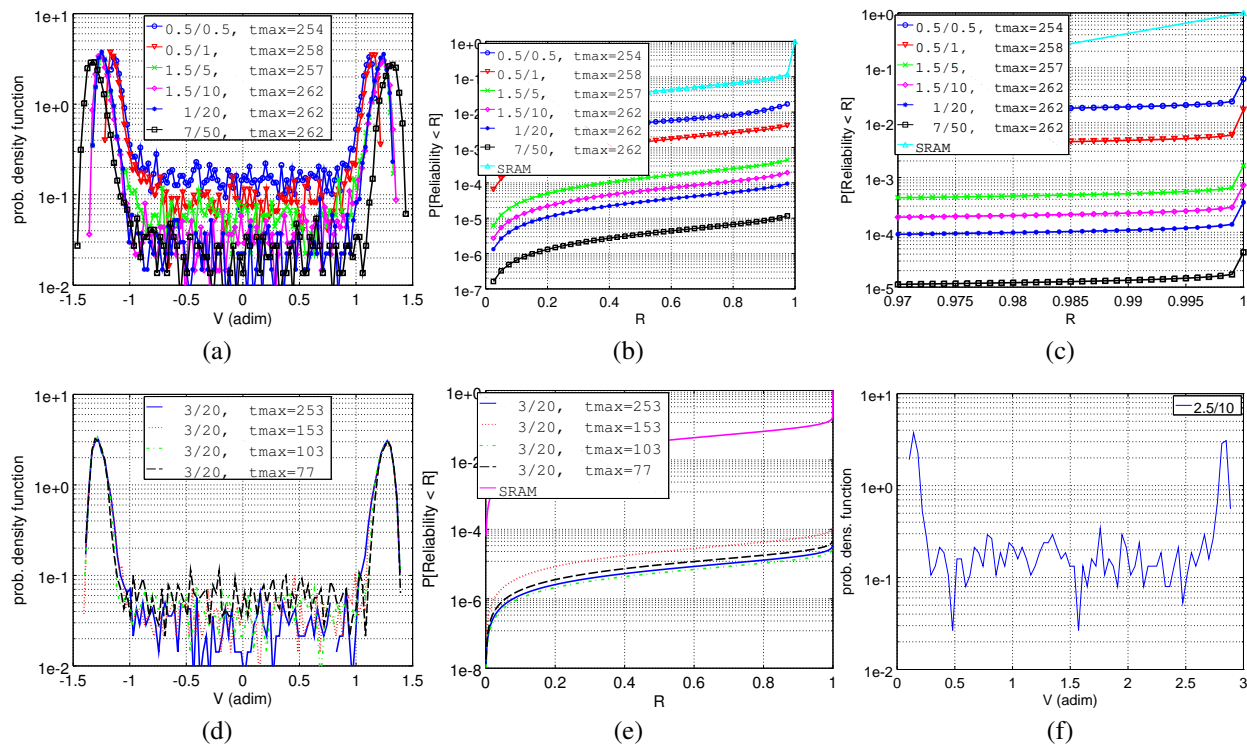 prob. density function
1e+1
1e+0
1e-1
1e-2
0.5/0.5, tmax=254
0.5/1, tmax=258
1.5/5, tmax=257
1.5/10, tmax=262
1/20, tmax=262
7/50, tmax=262
-1.5 -1 -0.5 0 0.5 1 1.5
V (adim)
(a)
P[Reliability < R]
1e+0
1e-4
1e-5
1e-6
1e-7
0.5/0.5, tmax=254
0.5/1, tmax=258
1.5/5, tmax=257
1.5/10, tmax=262
1/20, tmax=262
7/50, tmax=262
SRAM
0 0.2 0.4 0.6 0.8 1
R
(b)
P[Reliability < R]
1e+0
1e-1
1e-2
1e-3
1e-4
1e-5
0.5/0.5, tmax=254
0.5/1, tmax=258
1.5/5, tmax=257
1.5/10, tmax=262
1/20, tmax=262
7/50, tmax=262
SRAM
0.97 0.975 0.98 0.985 0.99 0.995 1
R
(c)
prob. density function
1e+1
1e+0
1e-1
1e-2
3/20, tmax=253
3/20, tmax=153
3/20, tmax=103
3/20, tmax=77
-1.5 -1 -0.5 0 0.5 1 1.5
V (adim)
(d)
P[Reliability < R]
1e+0
1e-2
1e-4
1e-6
1e-8
3/20, tmax=253
3/20, tmax=153
3/20, tmax=103
3/20, tmax=77
SRAM
0 0.2 0.4 0.6 0.8 1
R
(e)
prob. dens. function
1e+1
1e+0
1e-1
1e-2
2.5/10
0 0.5 1 1.5 2 2.5 3
V (adim)
(f)